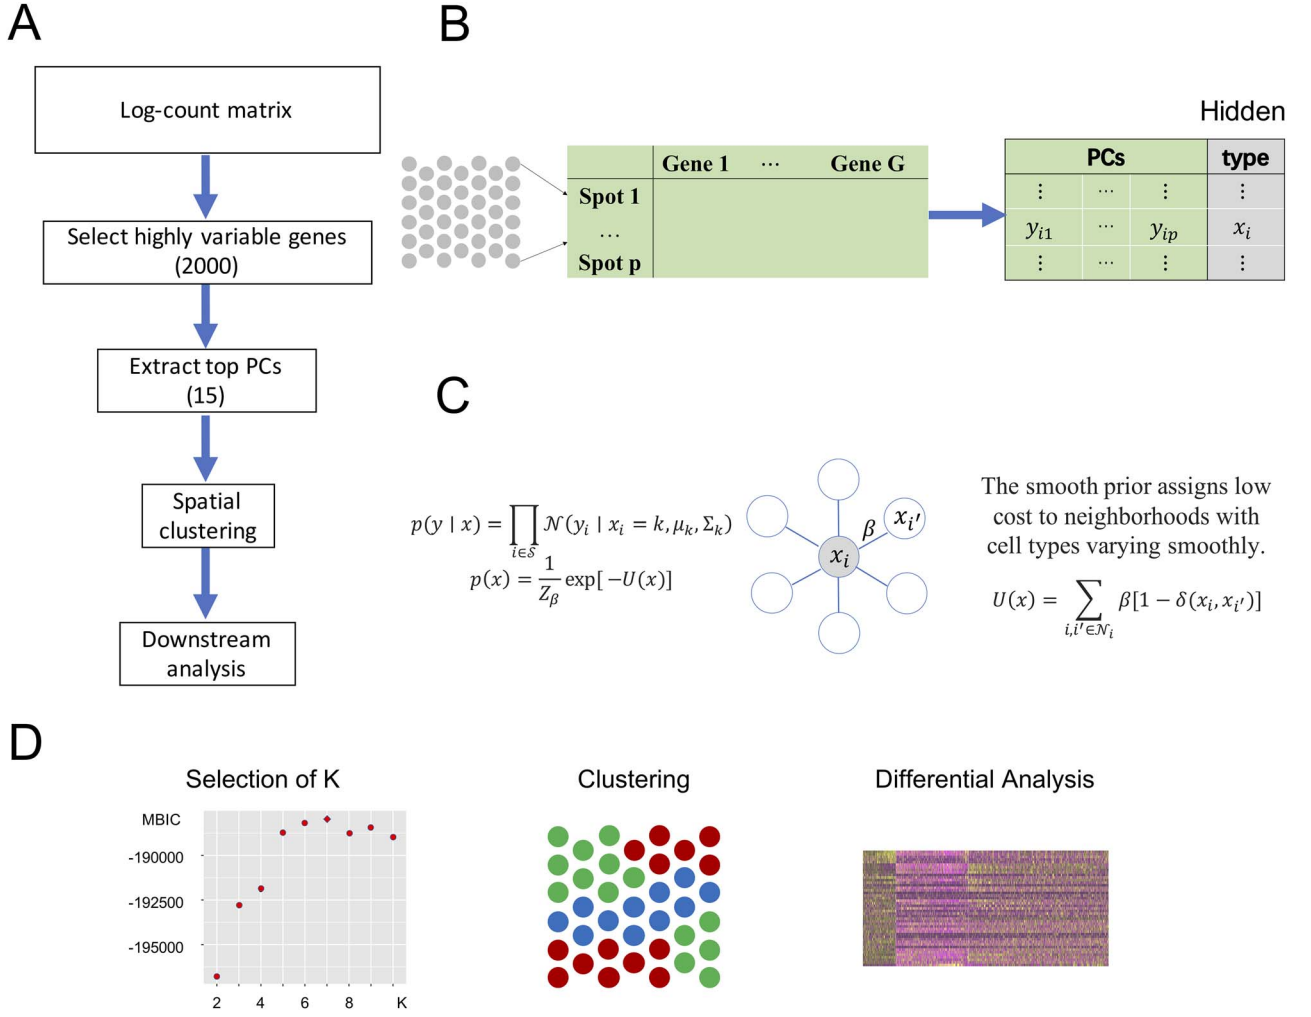 A
Log-count matrix
Select highly variable genes
(2000)
Extract top PCs
(15)
Spatial
clustering
Downstream
analysis
B
Hidden
Gene 1 ⋯ Gene G
Spot 1
⋯
Spot p
PCs type
⋮ ⋯ ⋮ ⋮
y_{i1} ⋯ y_{ip} x_i
⋮ ⋯ ⋮ ⋮
C
p(y | x) = ∏_{i∈𝒮} 𝒩(y_i | x_i = k, μ_k, Σ_k)
p(x) = \frac{1}{Z_β} exp[ −U(x)]
x_{i′}
β
x_i
The smooth prior assigns low
cost to neighborhoods with
cell types varying smoothly.
U(x) = ∑_{i,i′∈𝒩_i} β[1 − δ(x_i, x_{i′})]
D
Selection of K
MBIC
-190000
-192500
-195000
2 4 6 8 K
Clustering
Differential Analysis